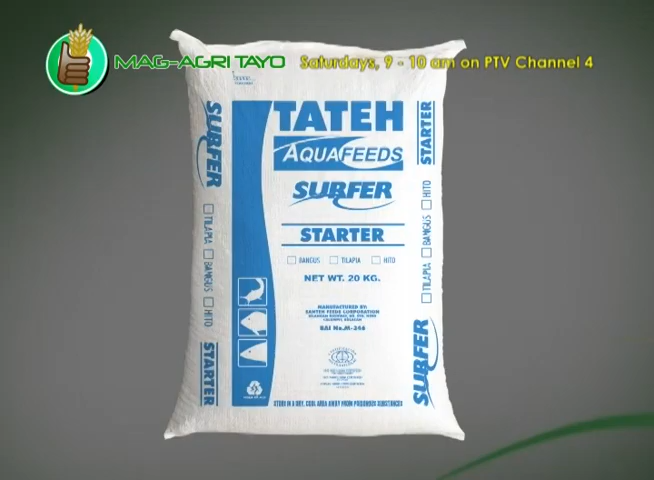 MAG-AGRI TAYO
Saturdays, 9 - 10 am on PTV Channel 4
TATEH
AQUAFEEDS
SURFER
STARTER
BANGUS TILAPIA HITO
NET WT. 20 KG.
MANUFACTURED BY:
SANTEH FEEDS CORPORATION
BAI No.M-346
STORE IN A DRY, COOL AREA AWAY FROM POISONOUS SUBSTANCES
SURFER
TILAPIA
BANGUS
HITO
STARTER
STARTER
HITO
BANGUS
TILAPIA
SURFER